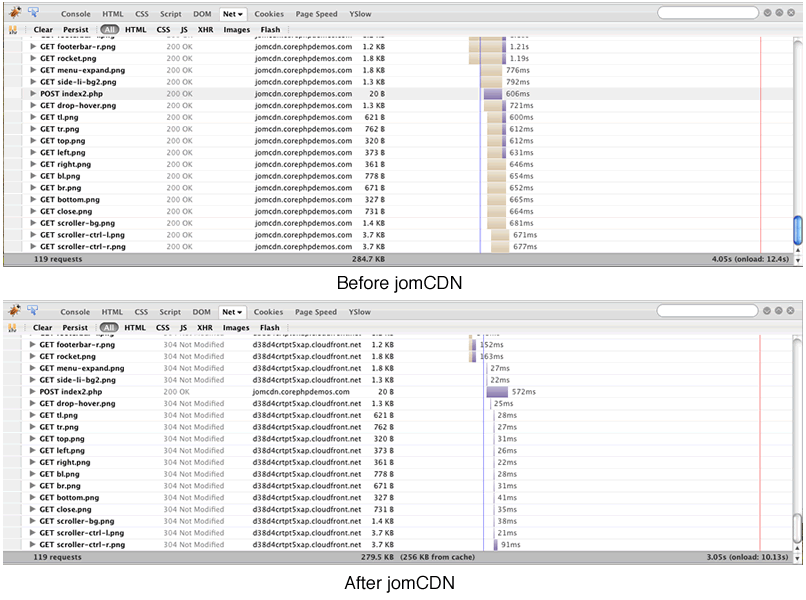 Console HTML CSS Script DOM Net Cookies Page Speed YSlow
Clear Persist All HTML CSS JS XHR Images Flash
GET footerbar-r.png 200 OK jomcdn.corephpdemos.com 1.2 KB 1.21s
GET rocket.png 200 OK jomcdn.corephpdemos.com 1.8 KB 1.19s
GET menu-expand.png 200 OK jomcdn.corephpdemos.com 1.8 KB 776ms
GET side-li-bg2.png 200 OK jomcdn.corephpdemos.com 1.3 KB 792ms
POST index2.php 200 OK jomcdn.corephpdemos.com 20 B 606ms
GET drop-hover.png 200 OK jomcdn.corephpdemos.com 1.3 KB 721ms
GET tl.png 200 OK jomcdn.corephpdemos.com 621 B 600ms
GET tr.png 200 OK jomcdn.corephpdemos.com 762 B 612ms
GET top.png 200 OK jomcdn.corephpdemos.com 320 B 612ms
GET left.png 200 OK jomcdn.corephpdemos.com 373 B 631ms
GET right.png 200 OK jomcdn.corephpdemos.com 361 B 646ms
GET bl.png 200 OK jomcdn.corephpdemos.com 778 B 654ms
GET br.png 200 OK jomcdn.corephpdemos.com 671 B 652ms
GET bottom.png 200 OK jomcdn.corephpdemos.com 327 B 665ms
GET close.png 200 OK jomcdn.corephpdemos.com 731 B 664ms
GET scroller-bg.png 200 OK jomcdn.corephpdemos.com 1.4 KB 681ms
GET scroller-ctrl-l.png 200 OK jomcdn.corephpdemos.com 3.7 KB 671ms
GET scroller-ctrl-r.png 200 OK jomcdn.corephpdemos.com 3.7 KB 677ms
119 requests 284.7 KB 4.05s (onload: 12.4s)
Before jomCDN
Console HTML CSS Script DOM Net Cookies Page Speed YSlow
Clear Persist All HTML CSS JS XHR Images Flash
GET footerbar-r.png 304 Not Modified d38d4crtpt5xap.cloudfront.net 1.2 KB 152ms
GET rocket.png 304 Not Modified d38d4crtpt5xap.cloudfront.net 1.8 KB 163ms
GET menu-expand.png 304 Not Modified d38d4crtpt5xap.cloudfront.net 1.8 KB 27ms
GET side-li-bg2.png 304 Not Modified d38d4crtpt5xap.cloudfront.net 1.3 KB 22ms
POST index2.php 200 OK jomcdn.corephpdemos.com 20 B 572ms
GET drop-hover.png 304 Not Modified d38d4crtpt5xap.cloudfront.net 1.3 KB 25ms
GET tl.png 304 Not Modified d38d4crtpt5xap.cloudfront.net 621 B 28ms
GET tr.png 304 Not Modified d38d4crtpt5xap.cloudfront.net 762 B 27ms
GET top.png 304 Not Modified d38d4crtpt5xap.cloudfront.net 320 B 31ms
GET left.png 304 Not Modified d38d4crtpt5xap.cloudfront.net 373 B 26ms
GET right.png 304 Not Modified d38d4crtpt5xap.cloudfront.net 361 B 22ms
GET bl.png 304 Not Modified d38d4crtpt5xap.cloudfront.net 778 B 28ms
GET br.png 304 Not Modified d38d4crtpt5xap.cloudfront.net 671 B 31ms
GET bottom.png 304 Not Modified d38d4crtpt5xap.cloudfront.net 327 B 41ms
GET close.png 304 Not Modified d38d4crtpt5xap.cloudfront.net 731 B 35ms
GET scroller-bg.png 304 Not Modified d38d4crtpt5xap.cloudfront.net 1.4 KB 38ms
GET scroller-ctrl-l.png 304 Not Modified d38d4crtpt5xap.cloudfront.net 3.7 KB 21ms
GET scroller-ctrl-r.png 304 Not Modified d38d4crtpt5xap.cloudfront.net 3.7 KB 91ms
119 requests 279.5 KB (256 KB from cache) 3.05s (onload: 10.13s)
After jomCDN